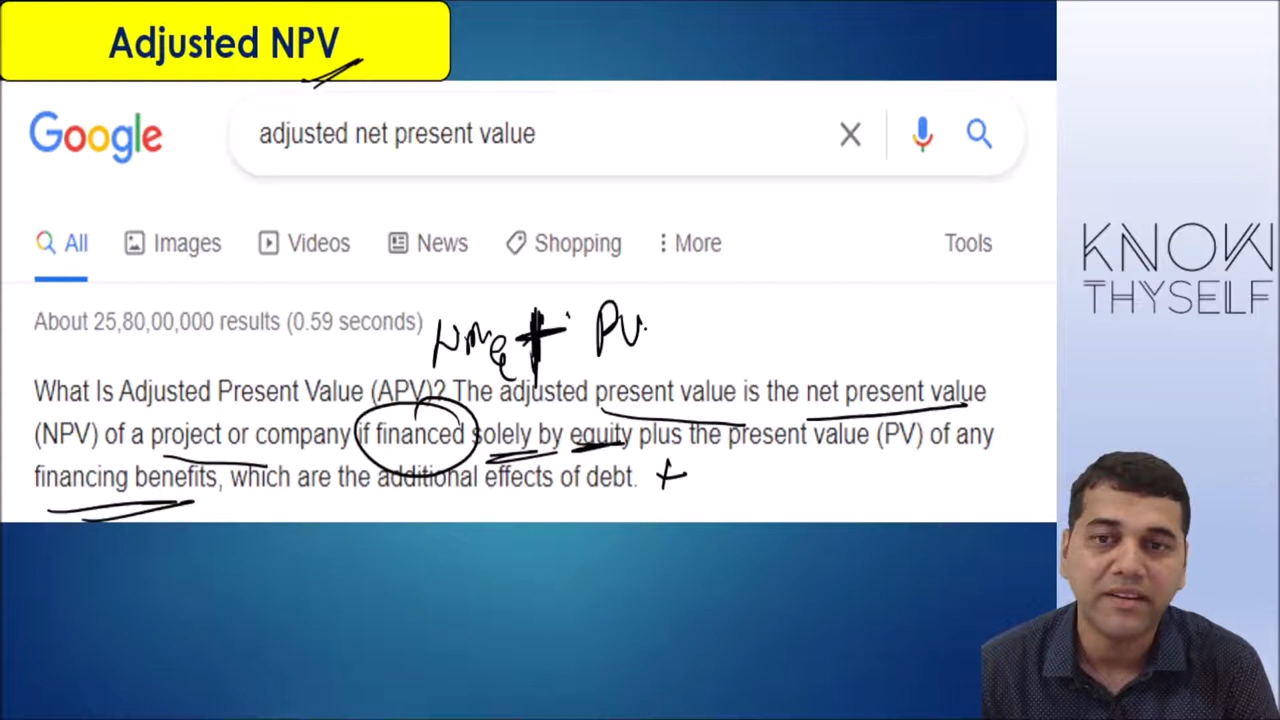 Adjusted NPV
Google
adjusted net present value
All Images Videos News Shopping More Tools
About 25,80,00,000 results (0.59 seconds)
+ PV
What Is Adjusted Present Value (APV)? The adjusted present value is the net present value
(NPV) of a project or company if financed solely by equity plus the present value (PV) of any
financing benefits, which are the additional effects of debt. +
KNOW
THYSELF